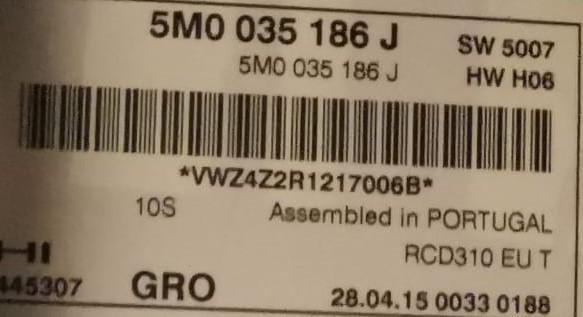 5M0 035 186 J SW 5007
5M0 035 186 J HW H06
*VWZ4Z2R1217006B*
10S Assembled in PORTUGAL
RCD310 EU T
445307 GRO 28.04.15 0033 0188